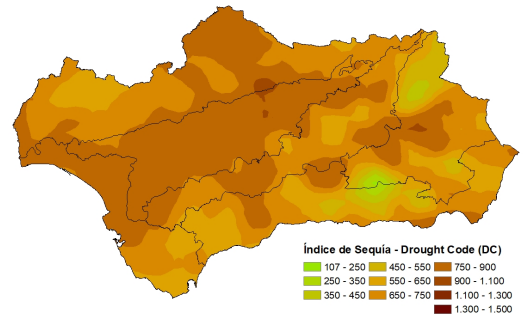 Índice de Sequía - Drought Code (DC)
107 - 250 450 - 550 750 - 900
250 - 350 550 - 650 900 - 1.100
350 - 450 650 - 750 1.100 - 1.300
1.300 - 1.500